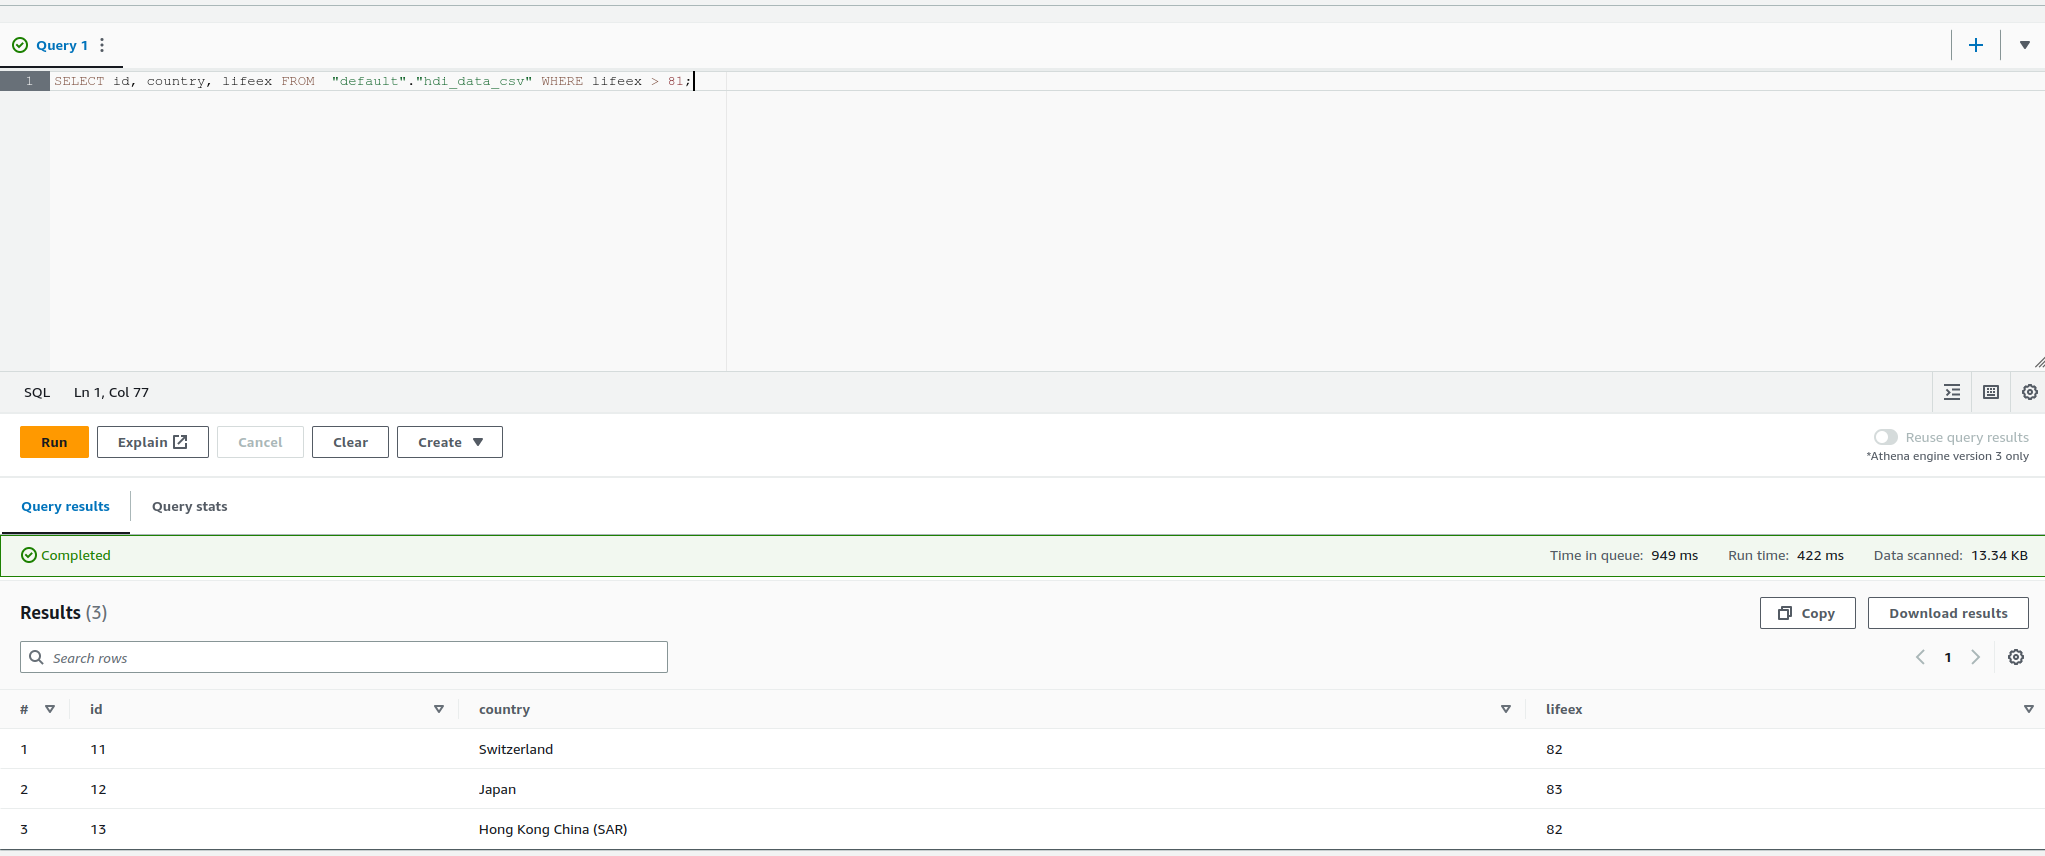 Query 1
1 SELECT id, country, lifeex FROM  "default"."hdi_data_csv" WHERE lifeex > 81;
SQL Ln 1, Col 77
Run Explain Cancel Clear Create Reuse query results
*Athena engine version 3 only
Query results Query stats
Completed Time in queue: 949 ms Run time: 422 ms Data scanned: 13.34 KB
Results (3) Copy Download results
Search rows 1
# id country lifeex
1 11 Switzerland 82
2 12 Japan 83
3 13 Hong Kong China (SAR) 82